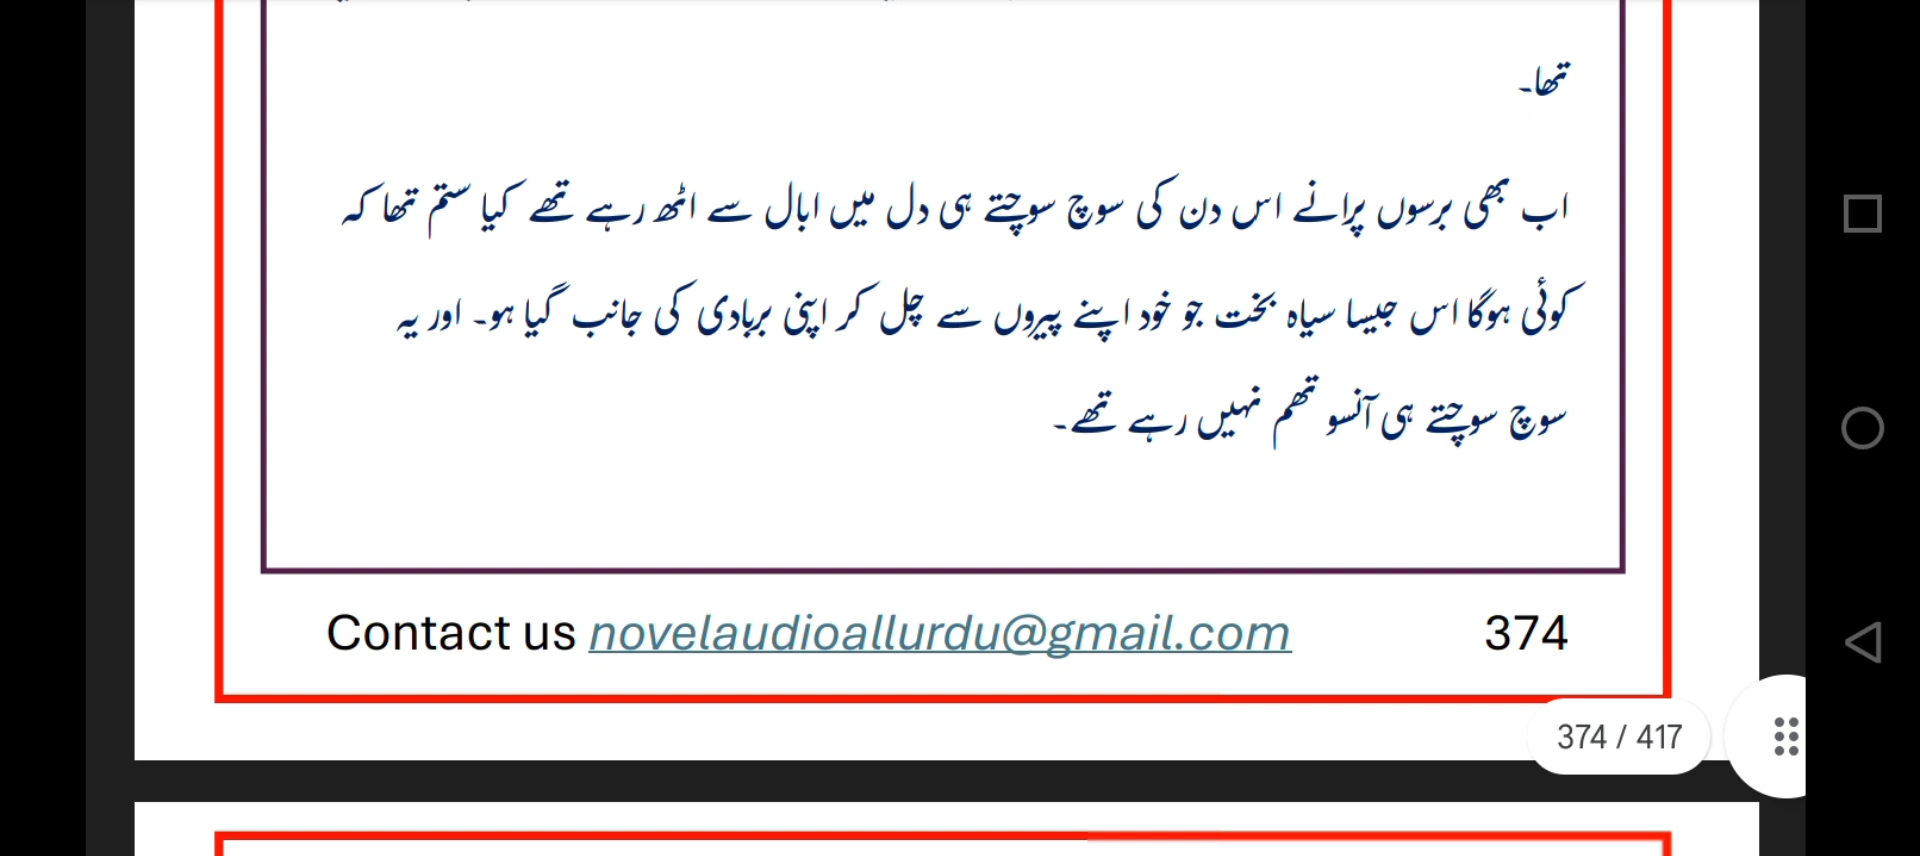 تھا۔
اب بھی برسوں پرانے اس دن کی سوچ سوچتے ہی دل میں ابال سے اٹھ رہے تھے کیا ستم تھا کہ
کوئی ہوگا اس جیسا سیاہ بخت جو خود اپنے پیروں سے چل کر اپنی بربادی کی جانب گیا ہو۔ اور یہ
سوچ سوچتے ہی آنسو تھم نہیں رہے تھے۔
Contact us novelaudioallurdu@gmail.com 374
374 / 417